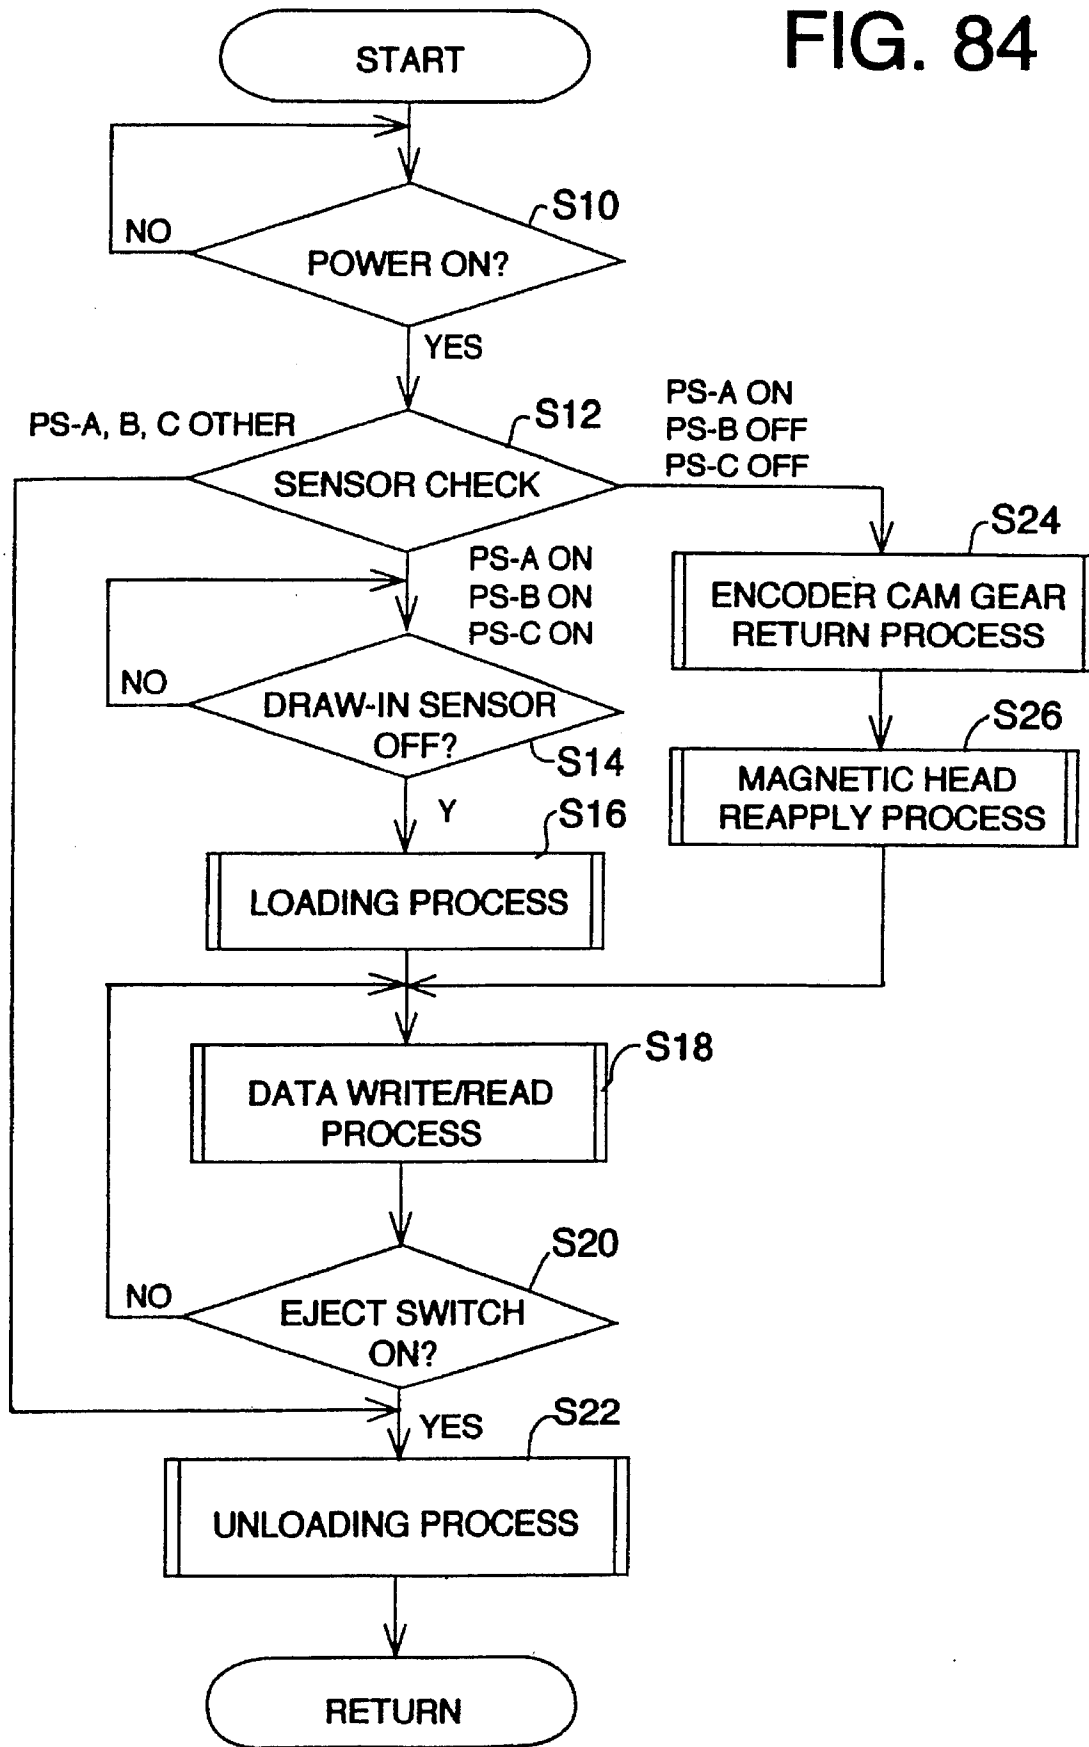 FIG. 84
START
S10
NO
POWER ON?
YES
PS-A, B, C OTHER
S12
PS-A ON
PS-B OFF
PS-C OFF
SENSOR CHECK
S24
PS-A ON
PS-B ON
PS-C ON
ENCODER CAM GEAR
RETURN PROCESS
NO
DRAW-IN SENSOR
OFF?
S14
S26
MAGNETIC HEAD
REAPPLY PROCESS
Y
S16
LOADING PROCESS
S18
DATA WRITE/READ
PROCESS
S20
NO
EJECT SWITCH
ON?
YES
S22
UNLOADING PROCESS
RETURN